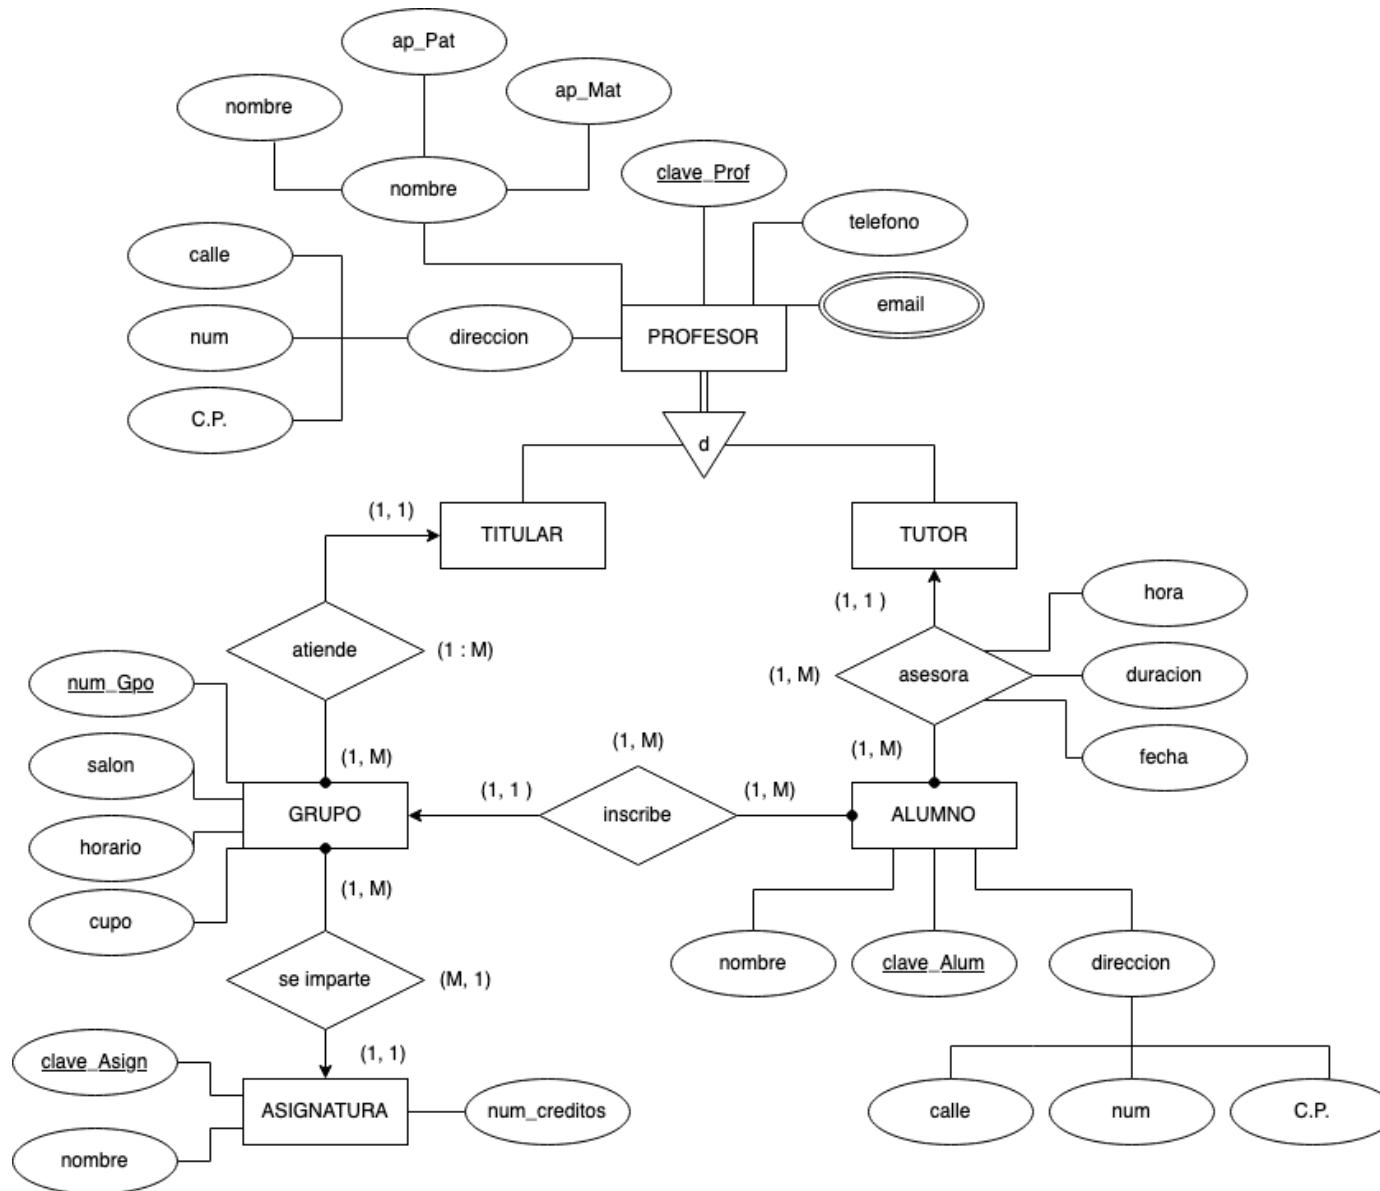 ap_Pat
ap_Mat
nombre
clave_Prof
nombre
telefono
calle
email
num
direccion
PROFESOR
C.P.
d
(1, 1)
TITULAR
TUTOR
hora
(1, 1 )
atiende
(1 : M)
(1, M)
asesora
duracion
num_Gpo
(1, M)
(1, M)
(1, M)
fecha
salon
(1, 1 )
(1, M)
GRUPO
inscribe
ALUMNO
horario
(1, M)
cupo
nombre
clave_Alum
direccion
se imparte
(M, 1)
(1, 1)
clave_Asign
ASIGNATURA
num_creditos
calle
num
C.P.
nombre